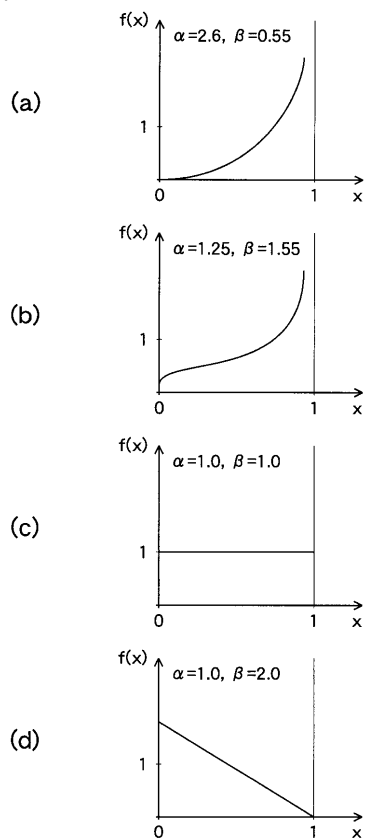 f(x)
α=2.6, β=0.55
(a)
1
0 1 x
f(x)
α=1.25, β=1.55
(b)
1
0 1 x
f(x)
α=1.0, β=1.0
(c)
1
0 1 x
f(x)
α=1.0, β=2.0
(d)
1
0 1 x